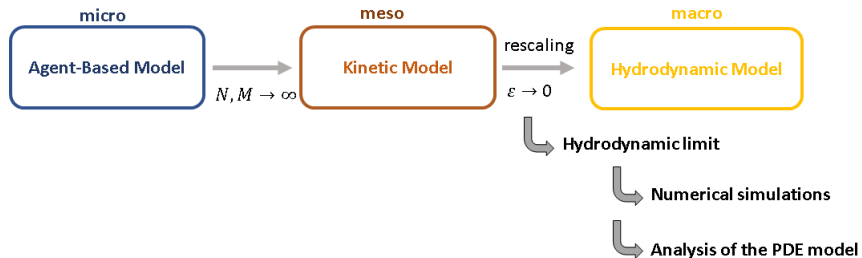 micro
meso
macro
Agent-Based Model
N, M → ∞
Kinetic Model
rescaling
ε → 0
Hydrodynamic Model
Hydrodynamic limit
Numerical simulations
Analysis of the PDE model